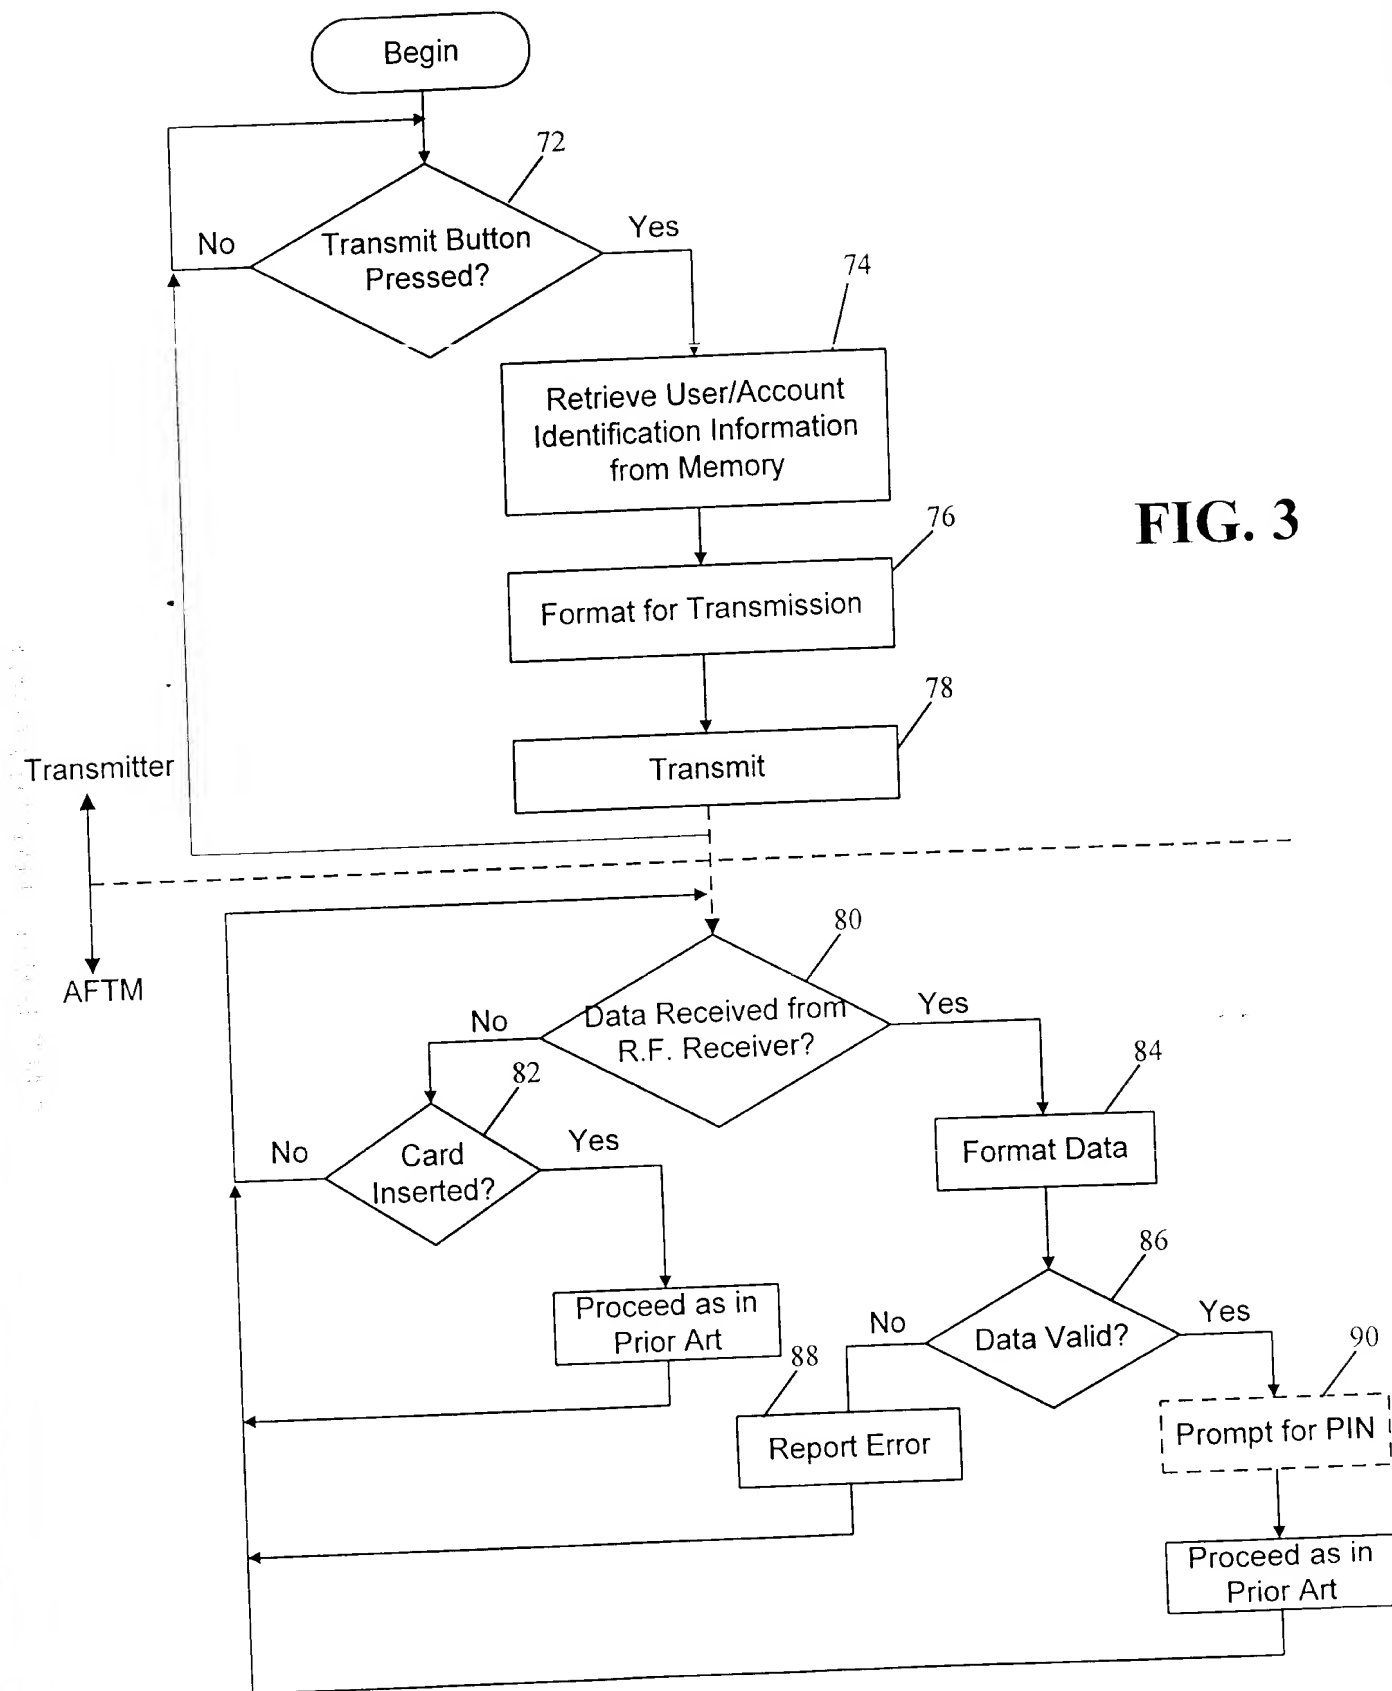 Begin
72
No
Transmit Button
Pressed?
Yes
74
Retrieve User/Account
Identification Information
from Memory
FIG. 3
76
Format for Transmission
78
Transmitter
Transmit
AFTM
80
Data Received from
R.F. Receiver?
No
Yes
82
84
No
Card
Inserted?
Yes
Format Data
86
Proceed as in
Prior Art
No
Data Valid?
Yes
88
90
Report Error
Prompt for PIN
Proceed as in
Prior Art